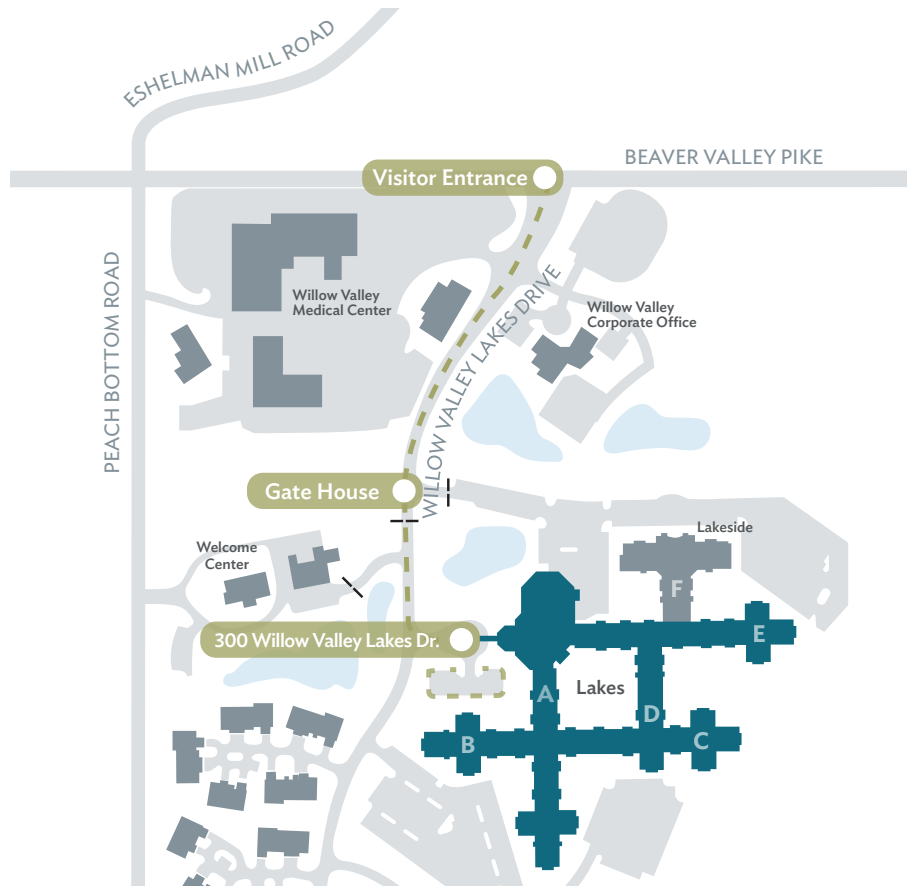 ESHELMAN MILL ROAD
BEAVER VALLEY PIKE
Visitor Entrance
PEACH BOTTOM ROAD
Willow Valley
Medical Center
WILLOW VALLEY LAKES DRIVE
Willow Valley
Corporate Office
Gate House
Lakeside
Welcome
Center
F
300 Willow Valley Lakes Dr.
E
A
Lakes
D
B
C